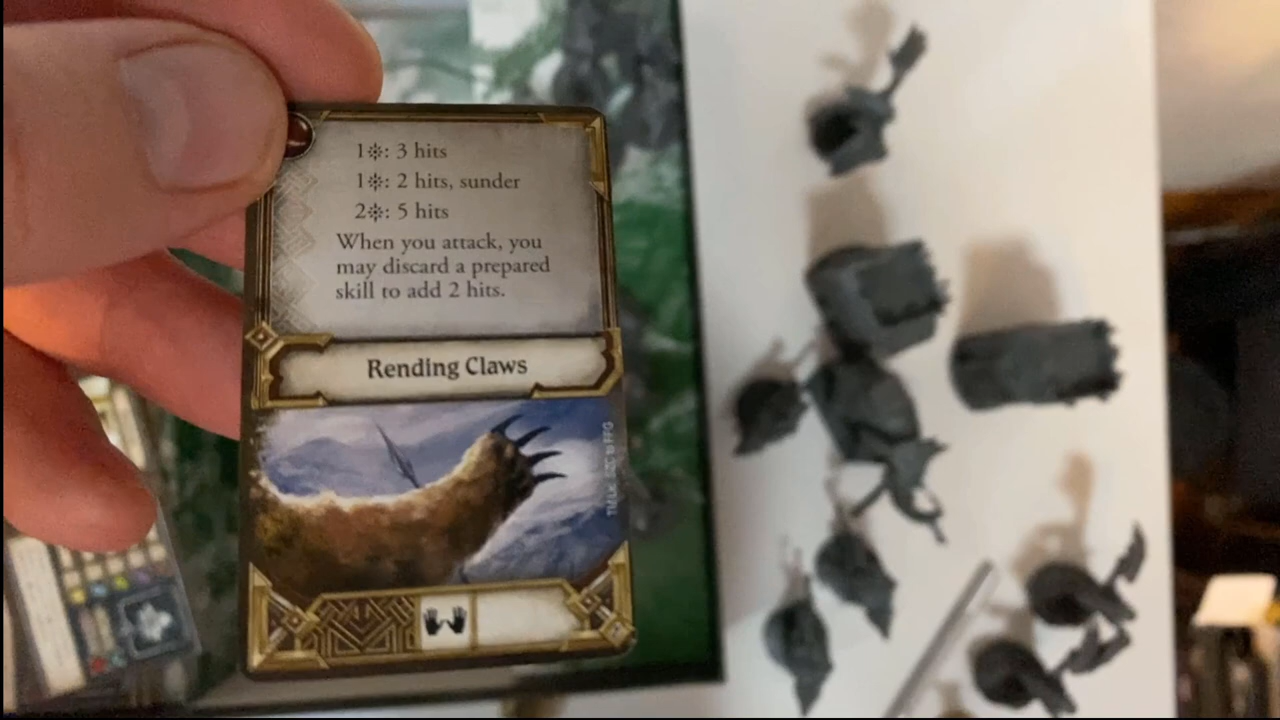 1❊: 3 hits
1❊: 2 hits, sunder
2❊: 5 hits
When you attack, you
may discard a prepared
skill to add 2 hits.
Rending Claws